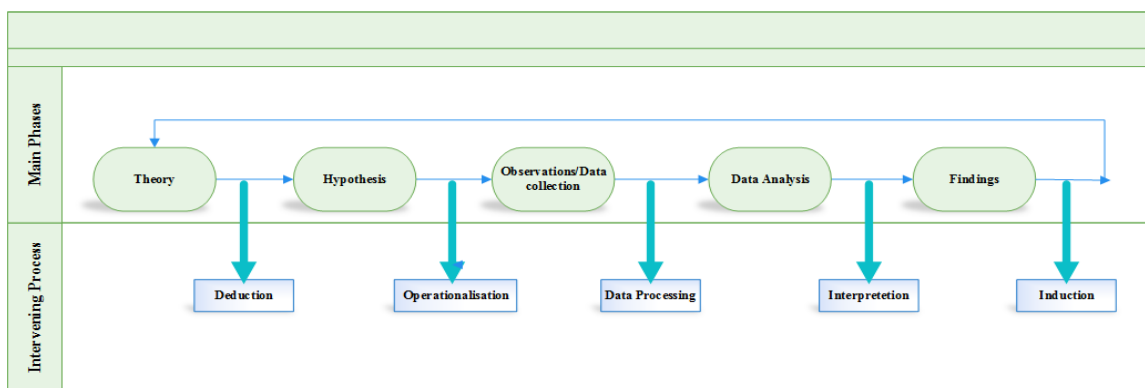 Main Phases
Theory
Hypothesis
Observations/Data
collection
Data Analysis
Findings
Intervening Process
Deduction
Operationalisation
Data Processing
Interpretetion
Induction